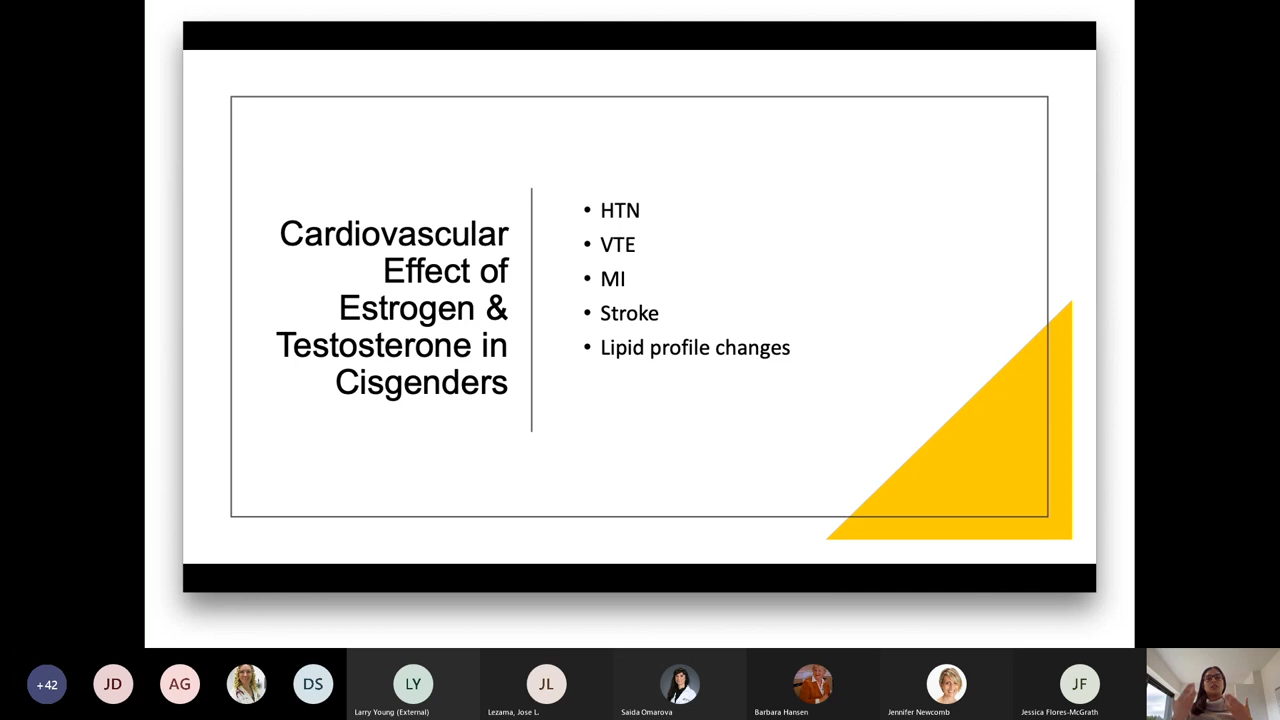 Cardiovascular
Effect of
Estrogen &
Testosterone in
Cisgenders
• HTN
• VTE
• MI
• Stroke
• Lipid profile changes
+42
JD
AG
DS
LY
Larry Young (External)
JL
Lezama, Jose L.
Saida Omarova
Barbara Hansen
Jennifer Newcomb
JF
Jessica Flores-McGrath